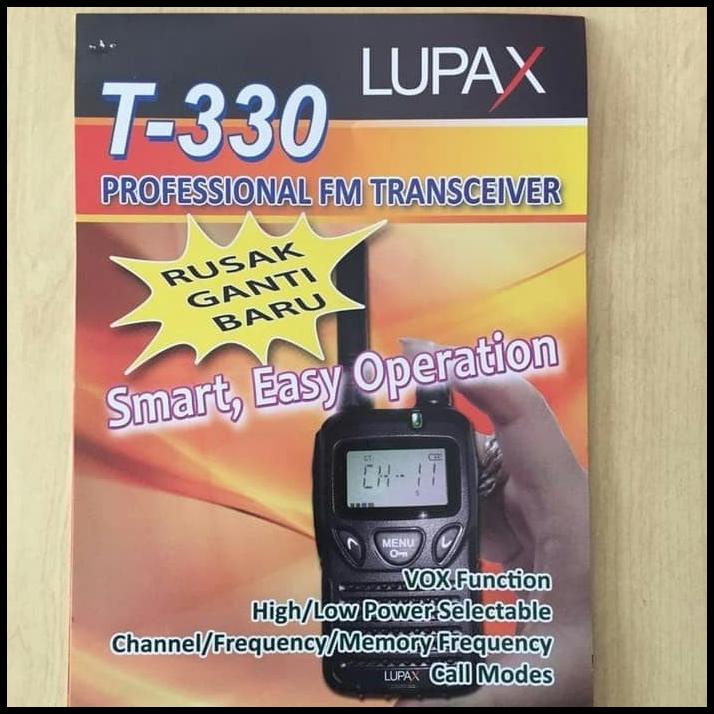 LUPAX
T-330
PROFESSIONAL FM TRANSCEIVER
RUSAK
GANTI
BARU
Smart, Easy Operation
CT
CH-11
S
MENU
VOX Function
High/Low Power Selectable
Channel/Frequency/Memory Frequency
Call Modes
LUPAX